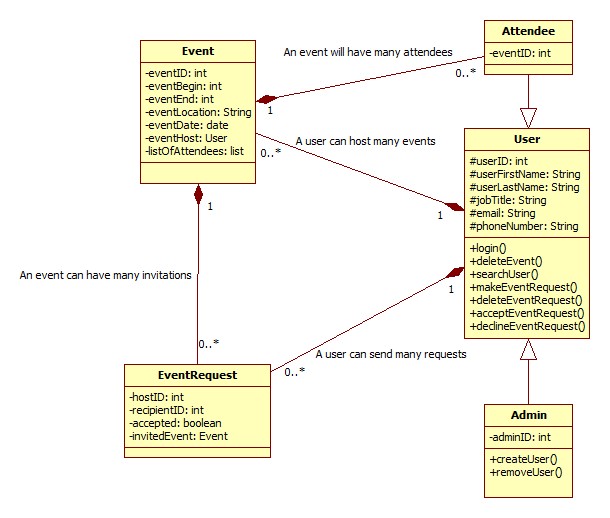 Attendee
-eventID: int
Event
-eventID: int
-eventBegin: int
-eventEnd: int
-eventLocation: String
-eventDate: date
-eventHost: User
-listOfAttendees: list
An event will have many attendees
0..*
1
A user can host many events
0..*
1
User
#userID: int
#userFirstName: String
#userLastName: String
#jobTitle: String
#email: String
#phoneNumber: String
+login()
+deleteEvent()
+searchUser()
+makeEventRequest()
+deleteEventRequest()
+acceptEventRequest()
+declineEventRequest()
1
An event can have many invitations
0..*
1
A user can send many requests
0..*
EventRequest
-hostID: int
-recipientID: int
-accepted: boolean
-invitedEvent: Event
Admin
-adminID: int
+createUser()
+removeUser()